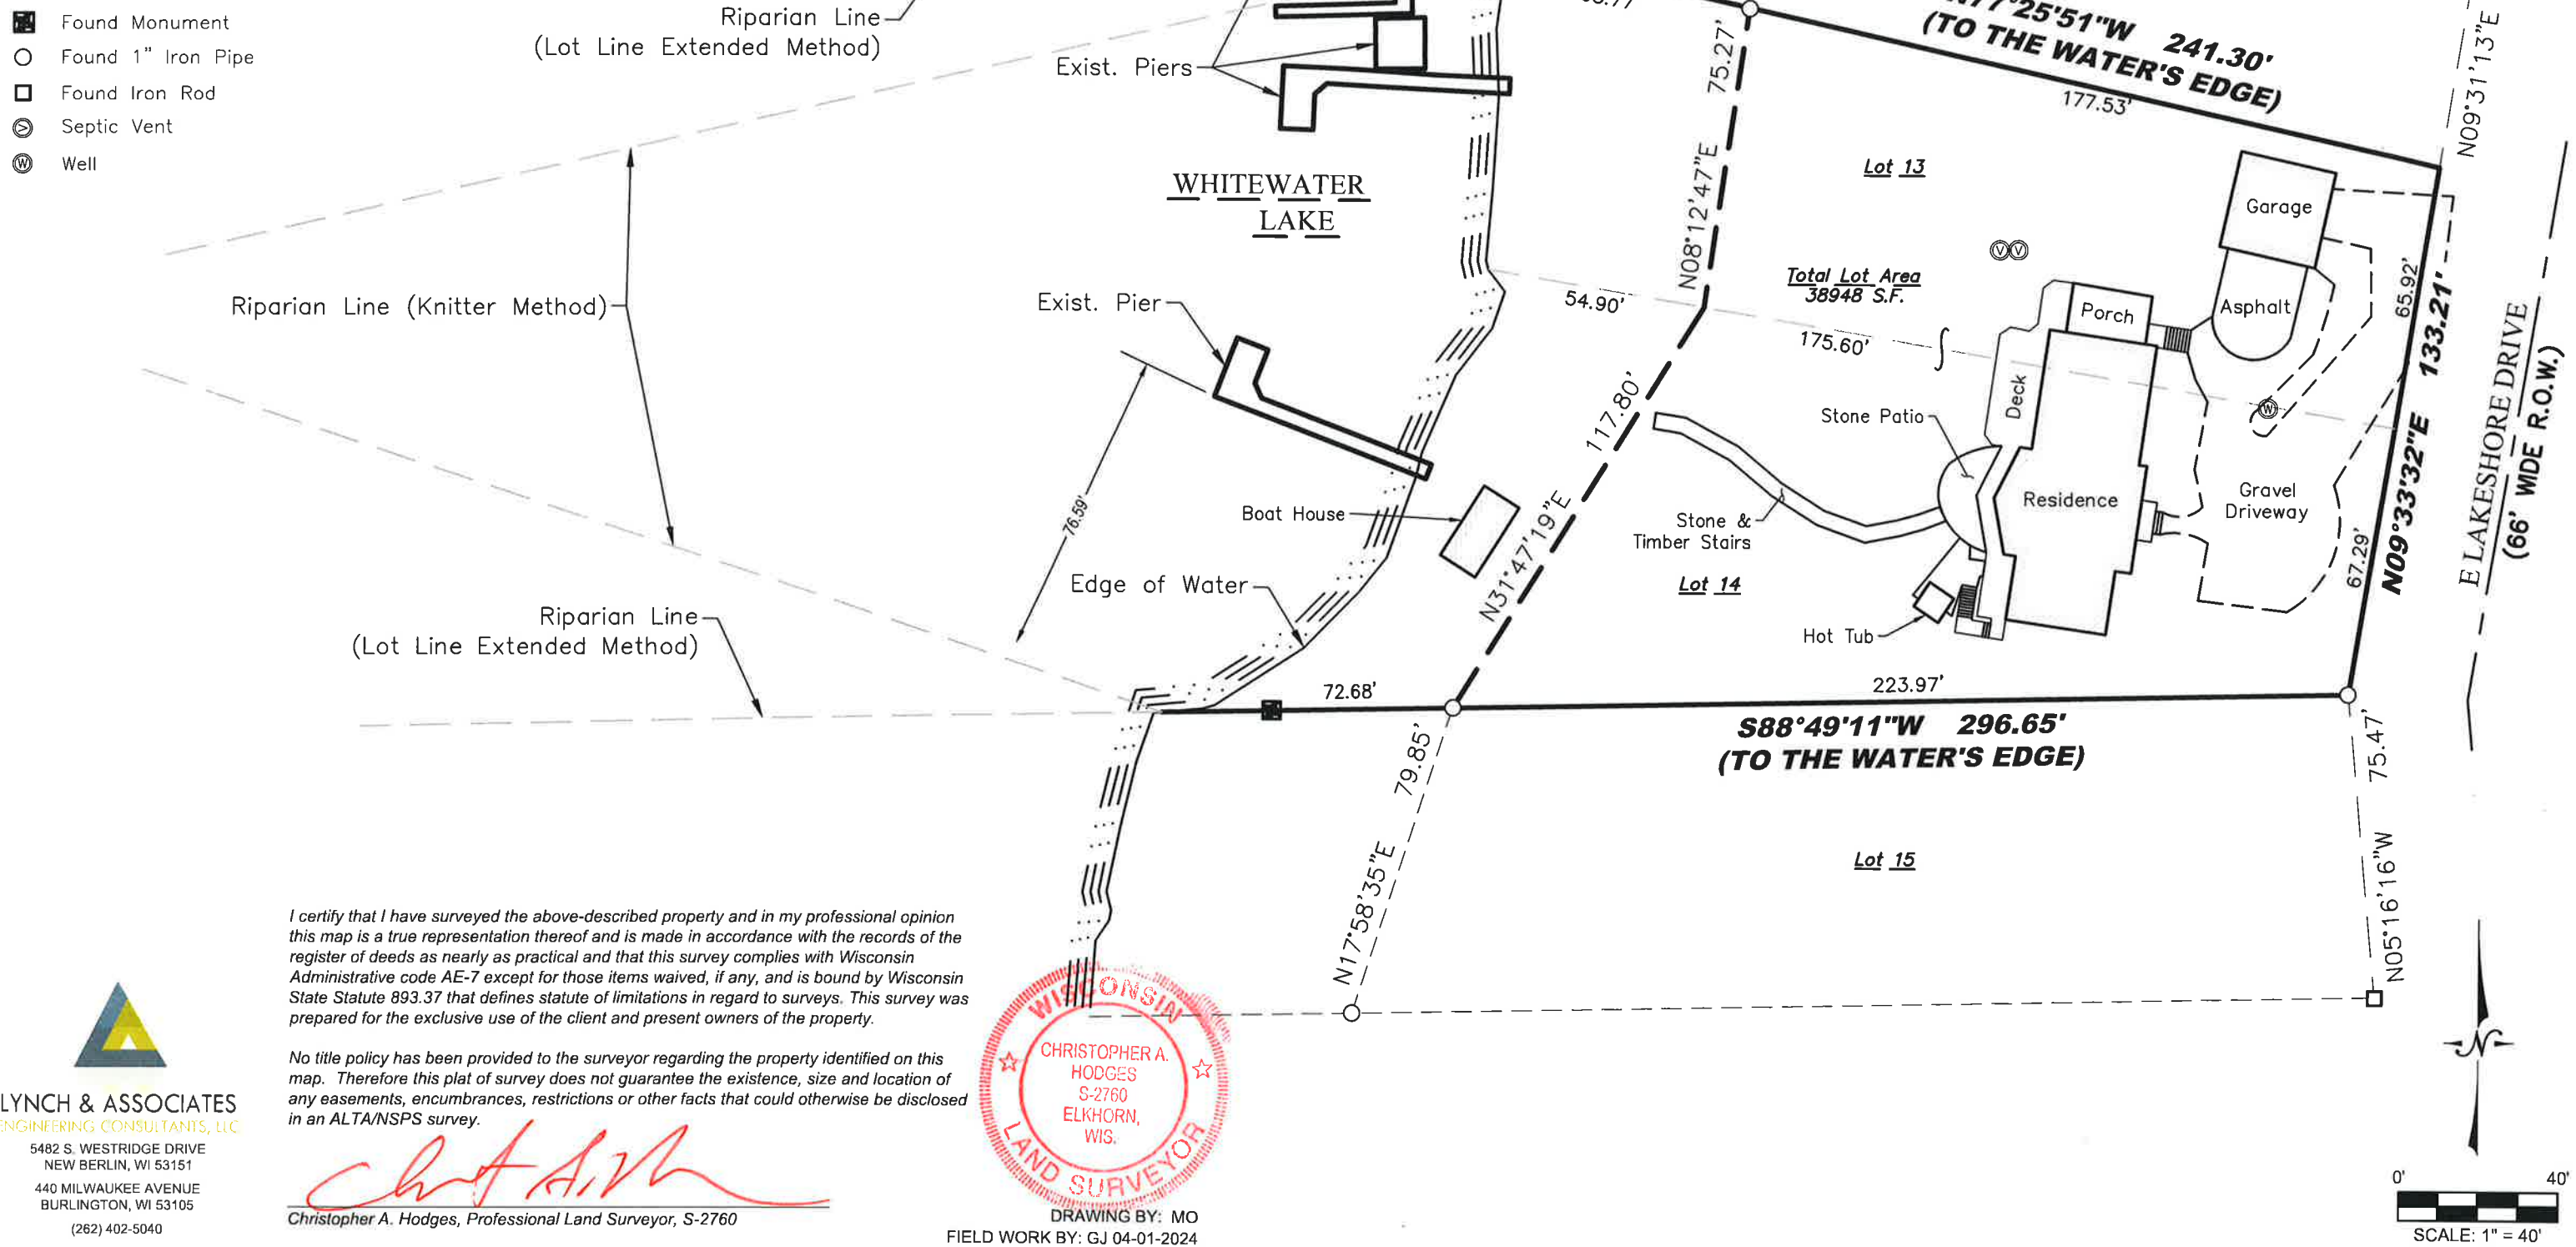 Found Monument
Found 1" Iron Pipe
Found Iron Rod
V Septic Vent
W Well
Riparian Line
(Lot Line Extended Method)
Exist. Piers
75.27'
N08°12'47"E
°25'51"W 241.30'
(TO THE WATER'S EDGE)
177.53'
N09°31'13"E
WHITEWATER
LAKE
Lot 13
Garage
V V
Total Lot Area
38948 S.F.
Porch
Asphalt
65.92'
Riparian Line (Knitter Method)
Exist. Pier
54.90'
175.60'
133.21'
N09°33'32"E
E LAKESHORE DRIVE
(66' WIDE R.O.W.)
Deck
W
Stone Patio
117.80'
N31°47'19"E
76.59'
Boat House
Stone &
Timber Stairs
Residence
Gravel
Driveway
67.29'
Edge of Water
Lot 14
Hot Tub
Riparian Line
(Lot Line Extended Method)
72.68'
223.97'
S88°49'11"W 296.65'
(TO THE WATER'S EDGE)
79.85'
N17°58'35"E
75.47'
N05°16'16"W
Lot 15
I certify that I have surveyed the above-described property and in my professional opinion
this map is a true representation thereof and is made in accordance with the records of the
register of deeds as nearly as practical and that this survey complies with Wisconsin
Administrative code AE-7 except for those items waived, if any, and is bound by Wisconsin
State Statute 893.37 that defines statute of limitations in regard to surveys. This survey was
prepared for the exclusive use of the client and present owners of the property.
No title policy has been provided to the surveyor regarding the property identified on this
map. Therefore this plat of survey does not guarantee the existence, size and location of
any easements, encumbrances, restrictions or other facts that could otherwise be disclosed
in an ALTA/NSPS survey.
Christopher A. Hodges, Professional Land Surveyor, S-2760
LYNCH & ASSOCIATES
ENGINEERING CONSULTANTS, LLC
5482 S. WESTRIDGE DRIVE
NEW BERLIN, WI 53151
440 MILWAUKEE AVENUE
BURLINGTON, WI 53105
(262) 402-5040
WISCONSIN
CHRISTOPHER A.
HODGES
S-2760
ELKHORN,
WIS.
LAND SURVEYOR
DRAWING BY: MO
FIELD WORK BY: GJ 04-01-2024
N
0' 40'
SCALE: 1" = 40'